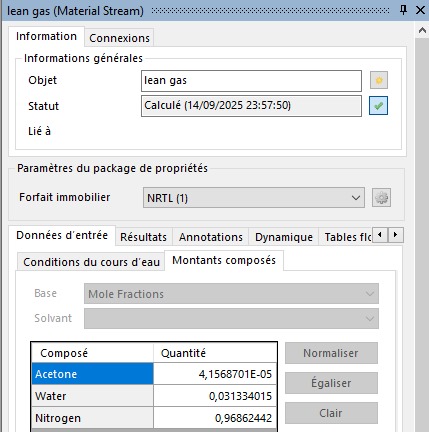 lean gas (Material Stream)
Information Connexions
Informations générales
Objet lean gas
Statut Calculé (14/09/2025 23:57:50)
Lié à
Paramètres du package de propriétés
Forfait immobilier NRTL (1)
Données d'entrée Résultats Annotations Dynamique Tables flo
Conditions du cours d'eau Montants composés
Base Mole Fractions
Solvant
Composé Quantité Normaliser
Acetone 4,1568701E-05
Water 0,031334015 Égaliser
Nitrogen 0,96862442 Clair